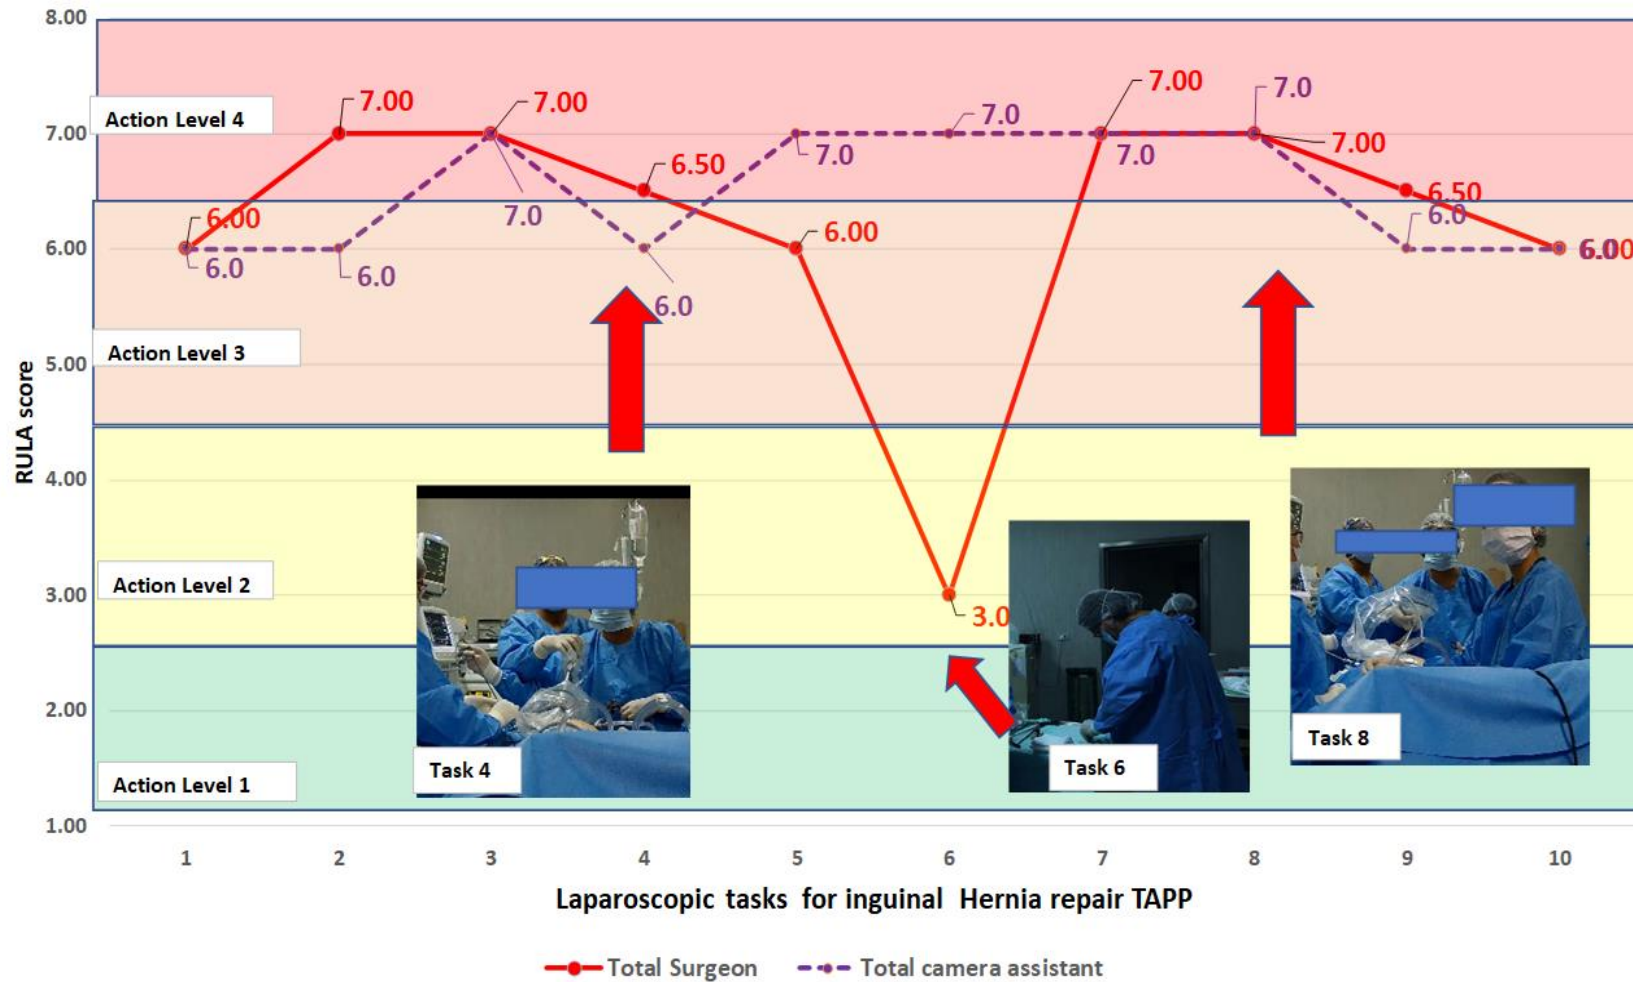 8.00
7.00
6.00
5.00
4.00
3.00
2.00
1.00
RULA score
Action Level 4
Action Level 3
Action Level 2
Action Level 1
6.00
7.00
7.00
6.50
6.00
3.0
7.00
7.00
6.50
6.00
6.0
6.0
7.0
6.0
7.0
7.0
7.0
7.0
6.0
6.0
Task 4
Task 6
Task 8
1 2 3 4 5 6 7 8 9 10
Laparoscopic tasks for inguinal Hernia repair TAPP
Total Surgeon Total camera assistant